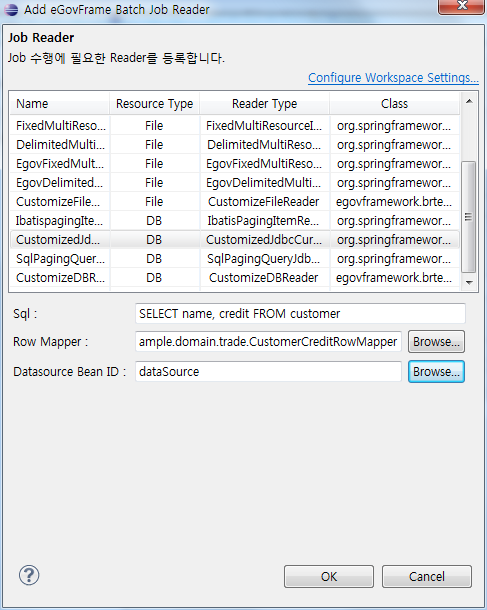 Add eGovFrame Batch Job Reader
Job Reader
Job 수행에 필요한 Reader를 등록합니다.
Configure Workspace Settings...
Name Resource Type Reader Type Class
FixedMultiReso... File FixedMultiResourceI... org.springframewor...
DelimitedMulti... File DelimitedMultiReso... org.springframewor...
EgovFixedMult... File EgovFixedMultiReso... org.springframewor...
EgovDelimited... File EgovDelimitedMulti... org.springframewor...
CustomizeFile... File CustomizeFileReader egovframework.brte...
IbatispagingIte... DB IbatisPagingItemRe... org.springframewor...
CustomizedJd... DB CustomizedJdbcCur... org.springframewor...
SqlPagingQuer... DB SqlPagingQueryJdb... org.springframewor...
CustomizeDBR... DB CustomizeDBReader egovframework.brte...
Sql : SELECT name, credit FROM customer
Row Mapper : ample.domain.trade.CustomerCreditRowMapper Browse...
Datasource Bean ID : dataSource Browse...
? OK Cancel